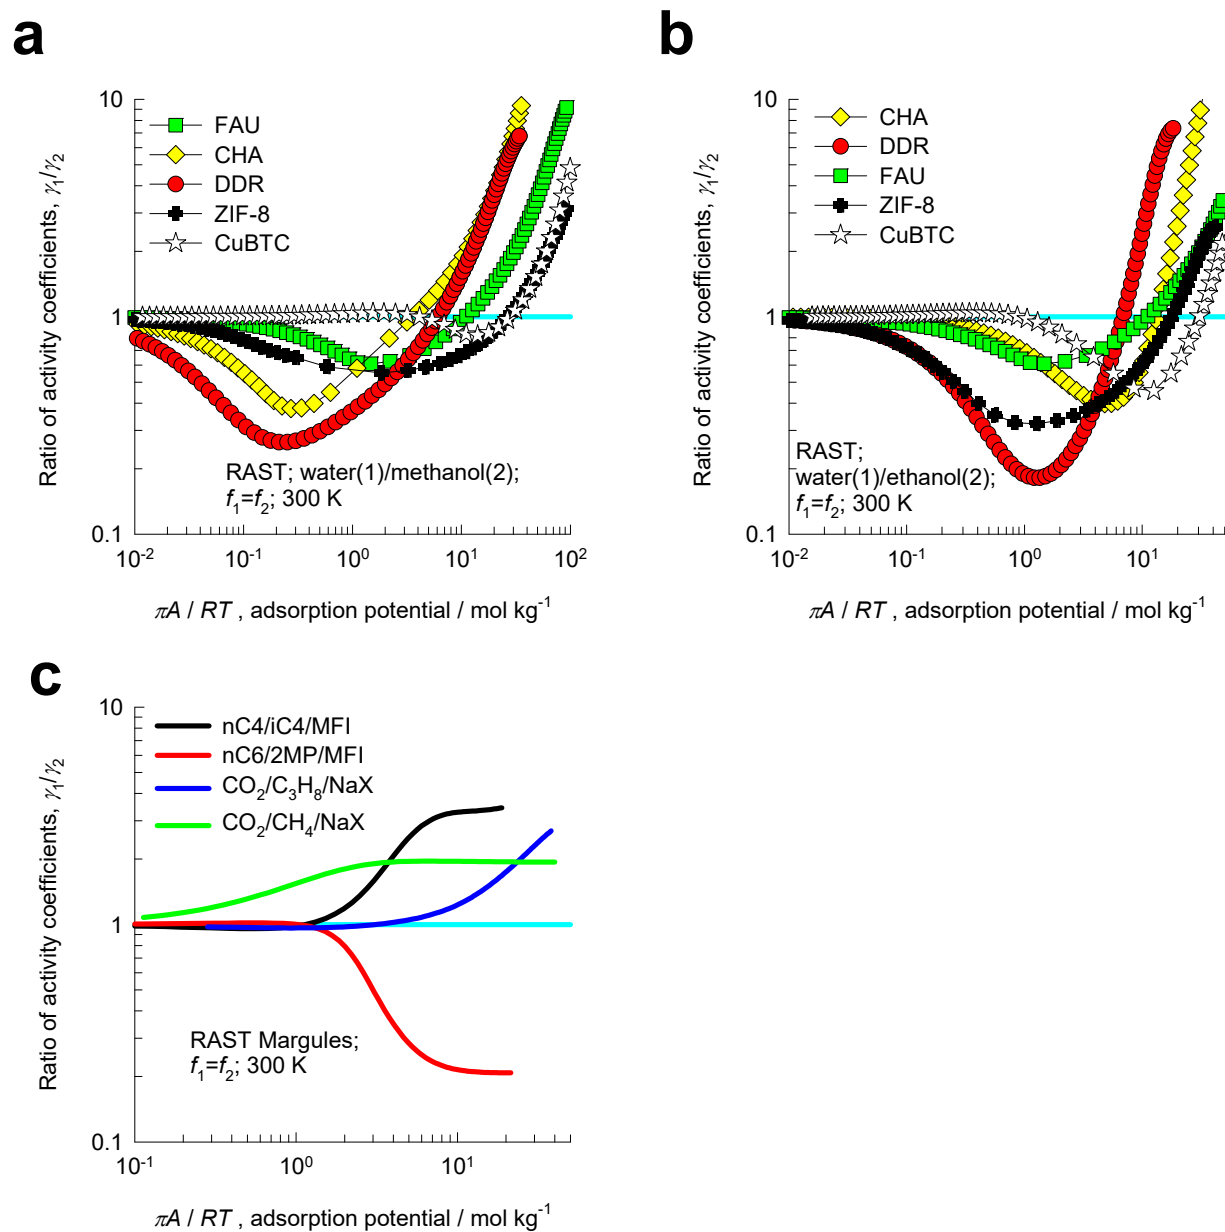 a
10
FAU
CHA
DDR
ZIF-8
CuBTC
1
0.1
Ratio of activity coefficients, γ1/γ2
RAST; water(1)/methanol(2);
f1=f2; 300 K
10-2
10-1
100
101
102
πA / RT , adsorption potential / mol kg-1
b
10
CHA
DDR
FAU
ZIF-8
CuBTC
1
0.1
Ratio of activity coefficients, γ1/γ2
RAST;
water(1)/ethanol(2);
f1=f2; 300 K
10-2
10-1
100
101
πA / RT , adsorption potential / mol kg-1
c
10
nC4/iC4/MFI
nC6/2MP/MFI
CO2/C3H8/NaX
CO2/CH4/NaX
1
0.1
Ratio of activity coefficients, γ1/γ2
RAST Margules;
f1=f2; 300 K
10-1
100
101
πA / RT , adsorption potential / mol kg-1